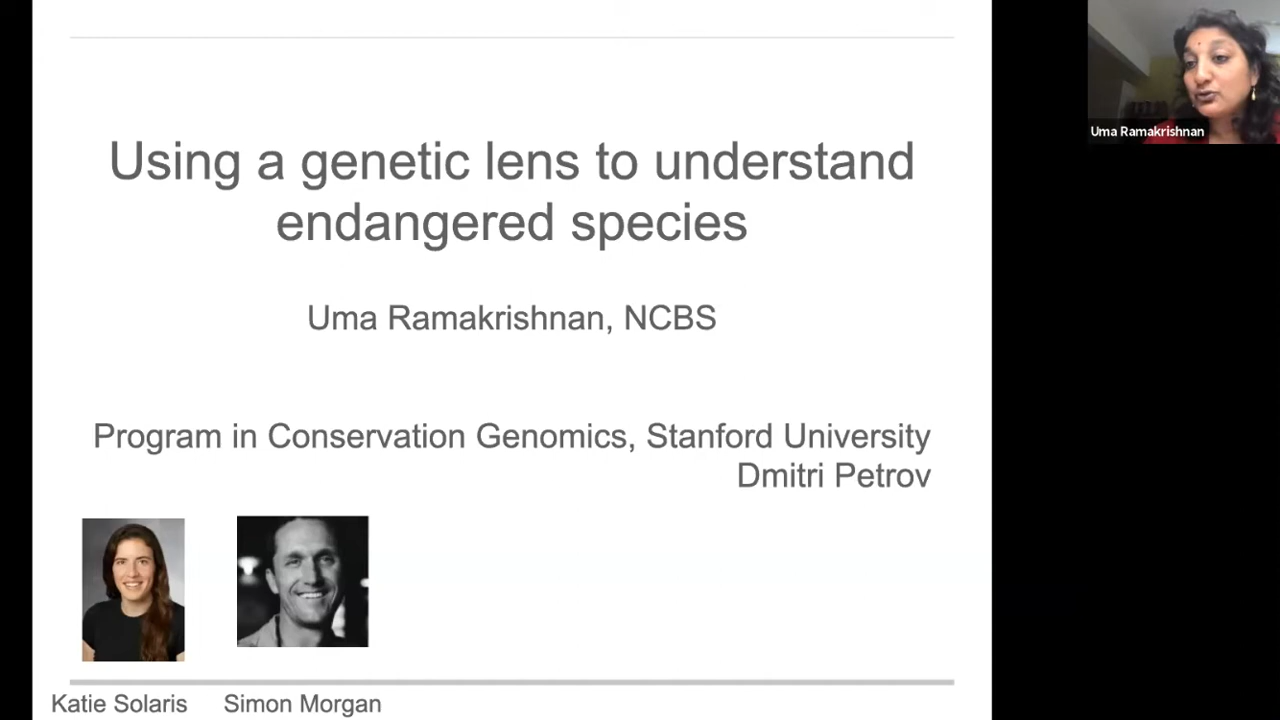 Using a genetic lens to understand
endangered species
Uma Ramakrishnan, NCBS
Program in Conservation Genomics, Stanford University
Dmitri Petrov
Katie Solaris
Simon Morgan
Uma Ramakrishnan